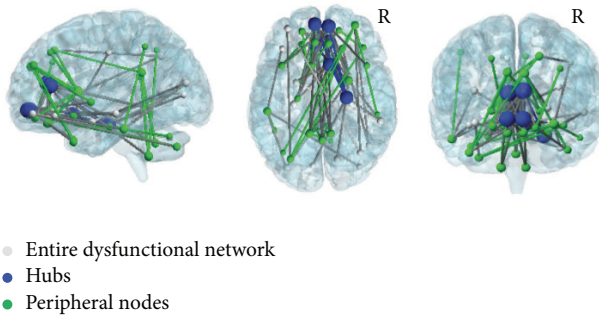 R
R
Entire dysfunctional network
Hubs
Peripheral nodes